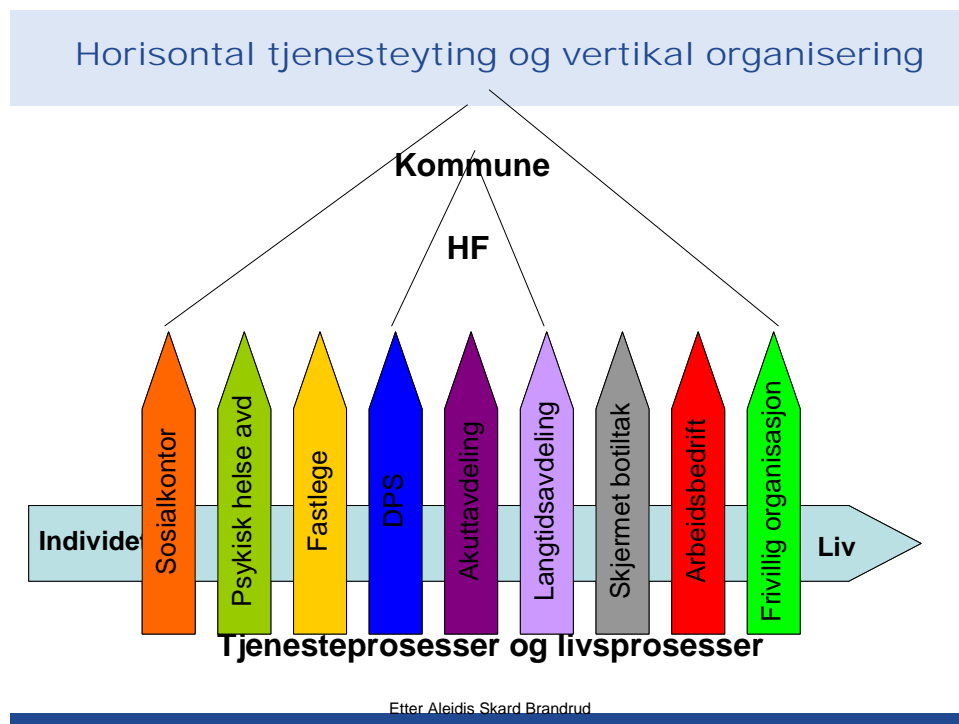 Horisontal tjenesteyting og vertikal organisering
Kommune
HF
Sosialkontor
Psykisk helse avd
Fastlege
DPS
Akuttavdeling
Langtidsavdeling
Skjermet botiltak
Arbeidsbedrift
Frivillig organisasjon
Individet
Liv
Tjenesteprosesser og livsprosesser
Etter Aleidis Skard Brandrud